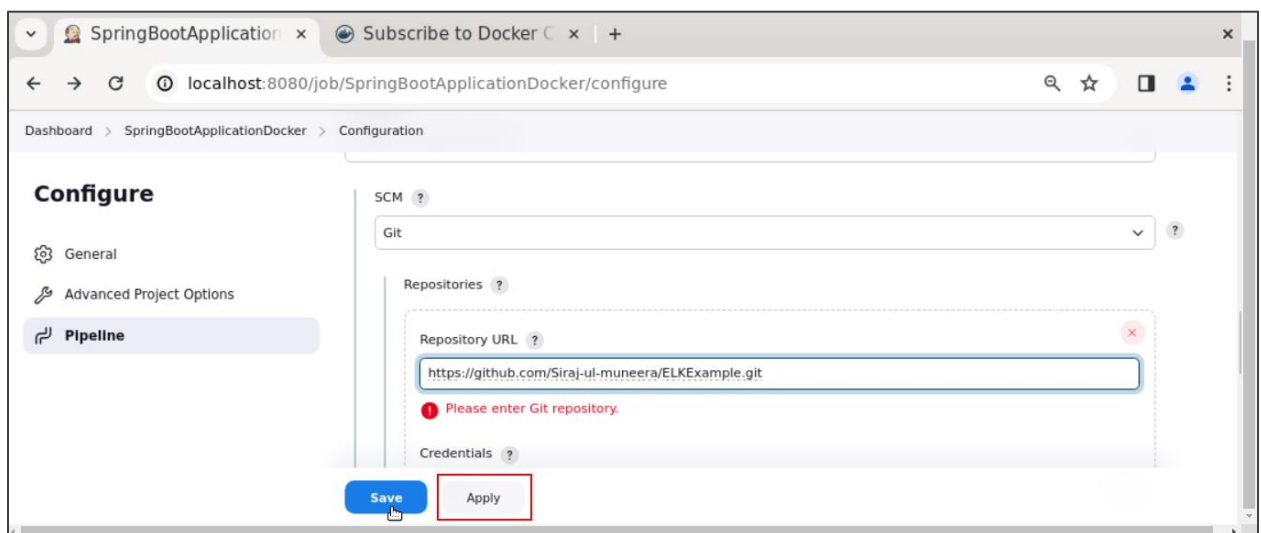 SpringBootApplication
Subscribe to Docker C
localhost:8080/job/SpringBootApplicationDocker/configure
Dashboard > SpringBootApplicationDocker > Configuration
Configure
General
Advanced Project Options
Pipeline
SCM ?
Git
?
Repositories ?
Repository URL ?
https://github.com/Siraj-ul-muneera/ELKExample.git
Please enter Git repository.
Credentials ?
Save
Apply